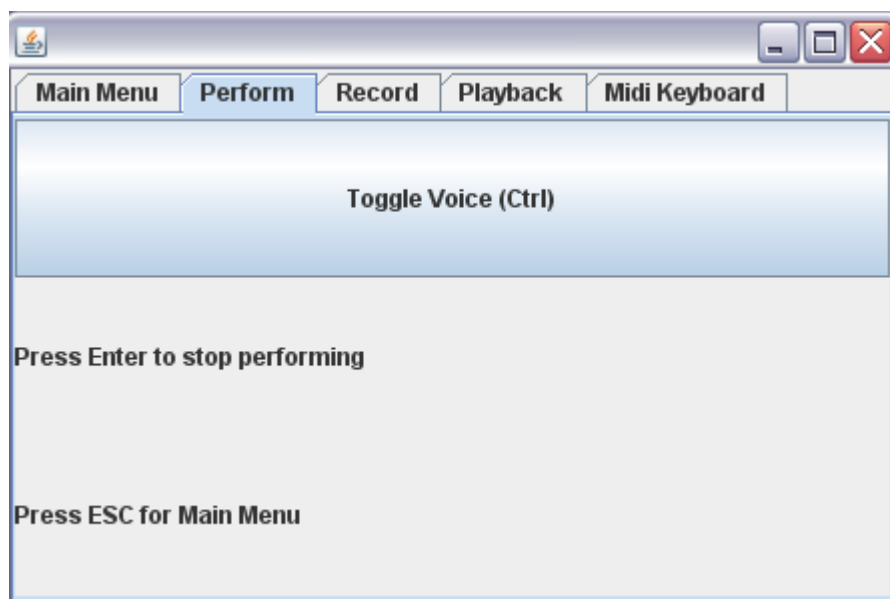 Main Menu Perform Record Playback Midi Keyboard
Toggle Voice (Ctrl)
Press Enter to stop performing
Press ESC for Main Menu